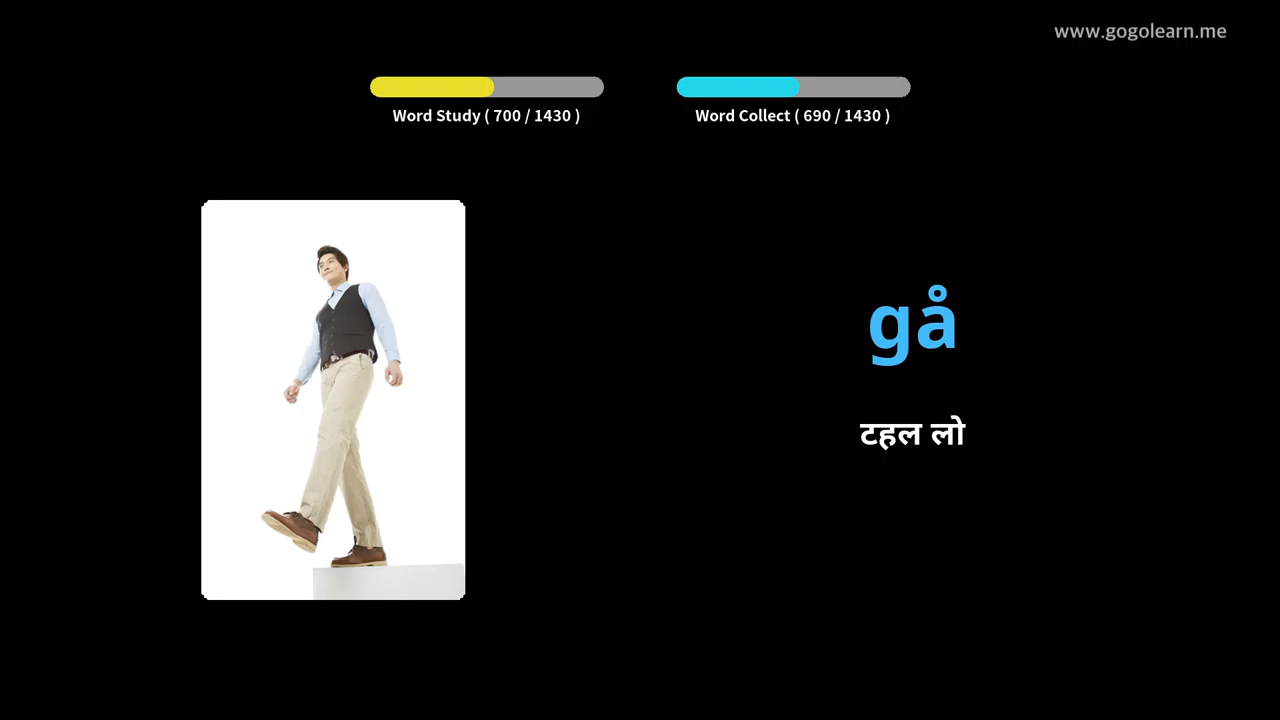 www.gogolearn.me
Word Study ( 700 / 1430 )
Word Collect ( 690 / 1430 )
gå
टहल लो